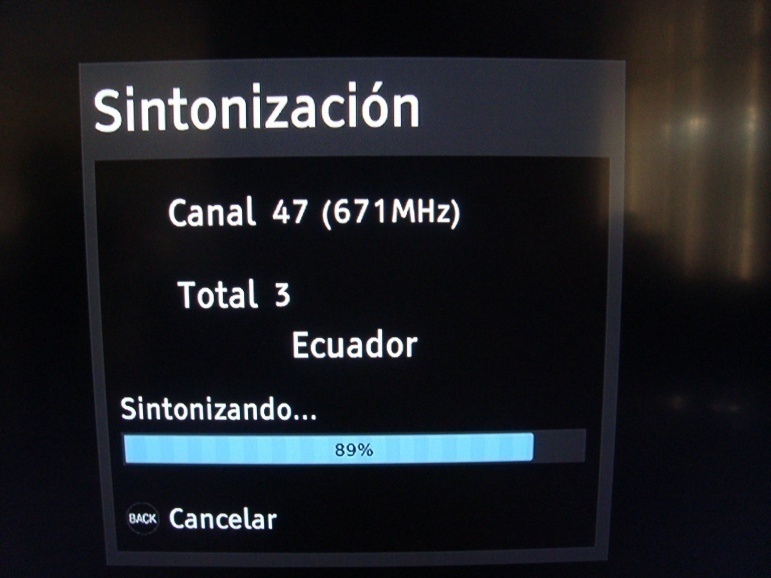 Sintonización
Canal 47 (671MHz)
Total 3
Ecuador
Sintonizando...
89%
BACK Cancelar